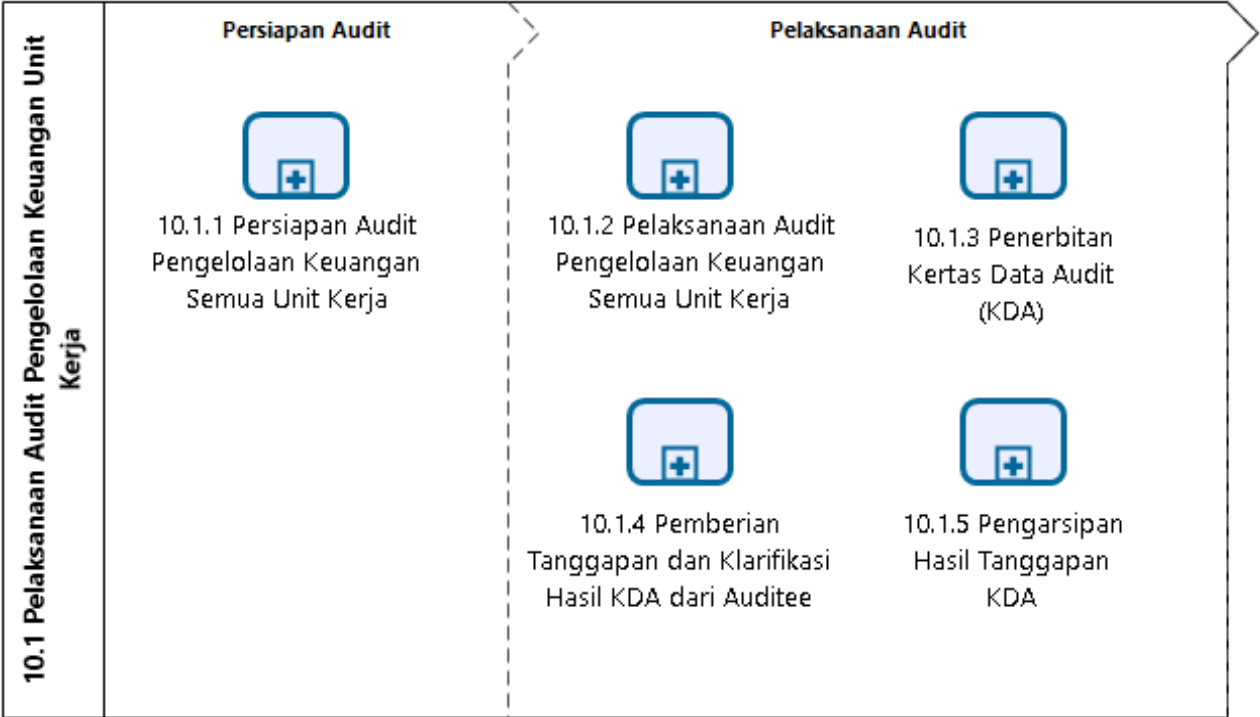 10.1 Pelaksanaan Audit Pengelolaan Keuangan Unit
Kerja
Persiapan Audit
Pelaksanaan Audit
10.1.1 Persiapan Audit
Pengelolaan Keuangan
Semua Unit Kerja
10.1.2 Pelaksanaan Audit
Pengelolaan Keuangan
Semua Unit Kerja
10.1.3 Penerbitan
Kertas Data Audit
(KDA)
10.1.4 Pemberian
Tanggapan dan Klarifikasi
Hasil KDA dari Auditee
10.1.5 Pengarsipan
Hasil Tanggapan
KDA